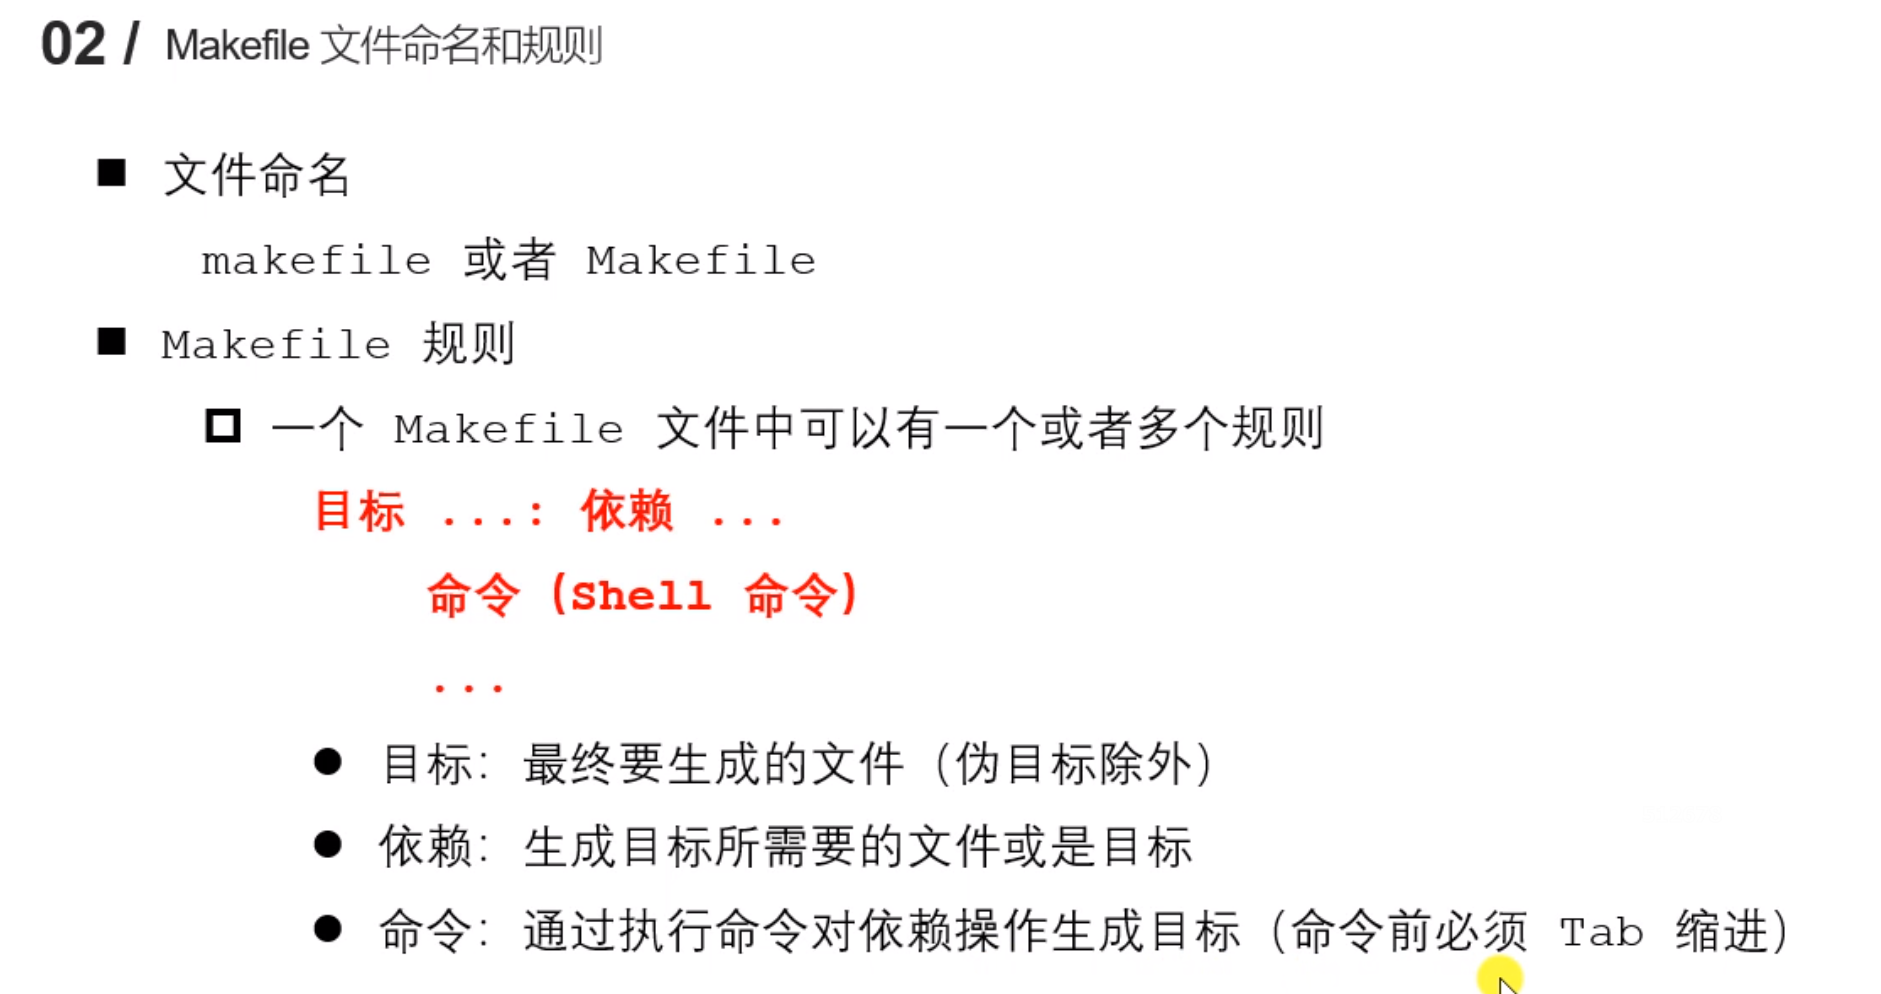 02 / Makefile 文件命名和规则
文件命名
makefile 或者 Makefile
Makefile 规则
一个 Makefile 文件中可以有一个或者多个规则
目标 ...: 依赖 ...
命令（Shell 命令）
...
目标：最终要生成的文件（伪目标除外）
依赖：生成目标所需要的文件或是目标
命令：通过执行命令对依赖操作生成目标（命令前必须 Tab 缩进）